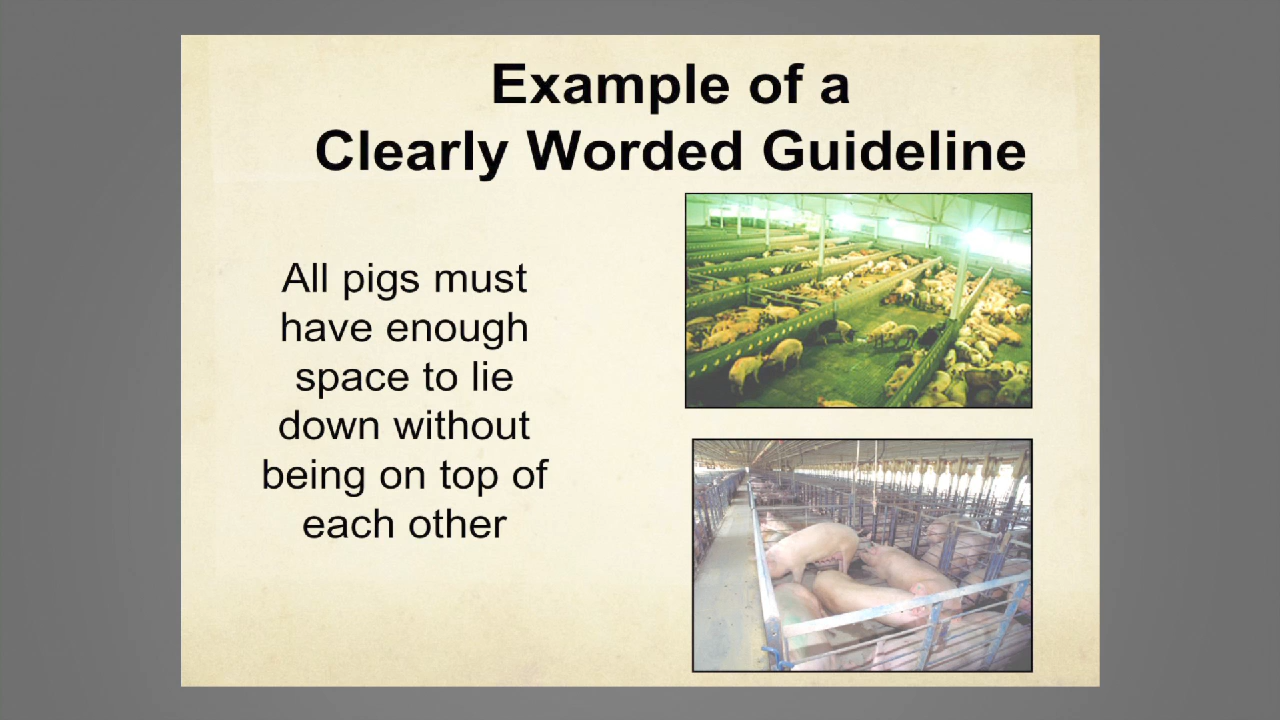 Example of a
Clearly Worded Guideline
All pigs must
have enough
space to lie
down without
being on top of
each other